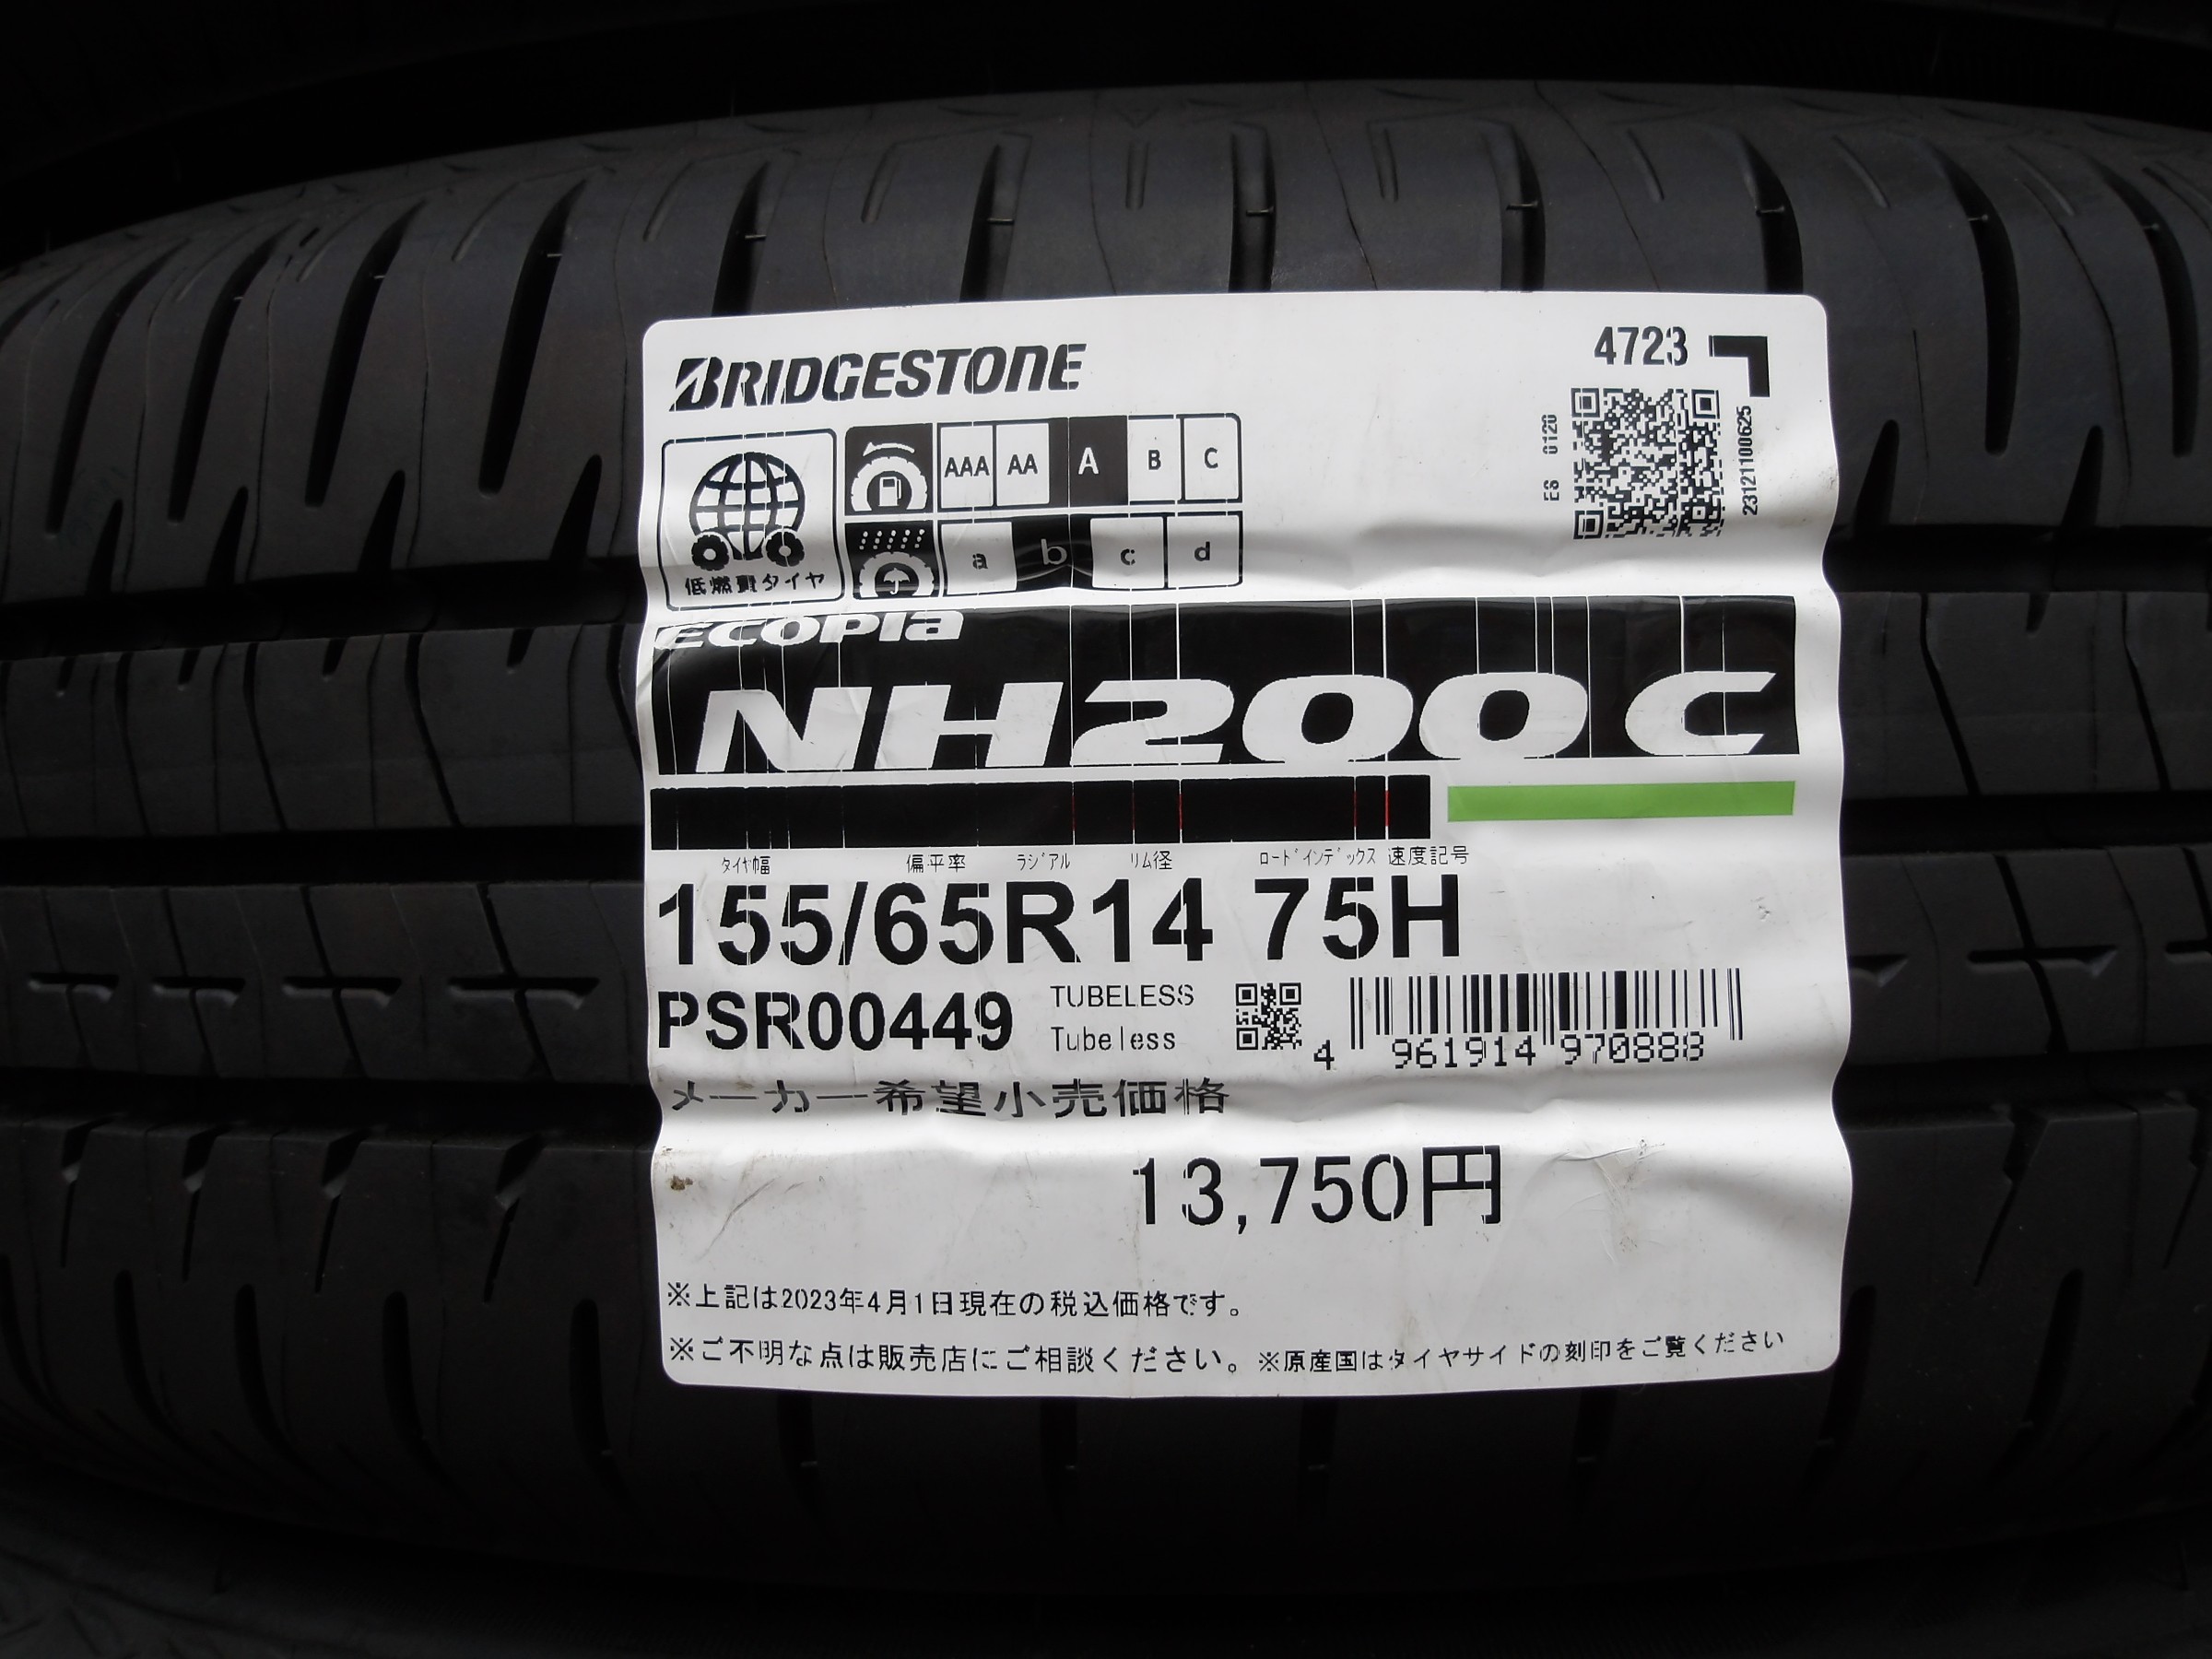 BRIDGESTONE
4723
ES 0120
23121100625
AAA AA A B C
a b c d
低燃費タイヤ
ECOPIA
NH200 C
タイヤ幅 偏平率 ラジアル リム径 ロードインデックス 速度記号
155/65R14 75H
PSR00449
TUBELESS
Tubeless
4 961914 970888
メーカー希望小売価格
13,750円
※上記は2023年4月1日現在の税込価格です。
※ご不明な点は販売店にご相談ください。※原産国はタイヤサイドの刻印をご覧ください